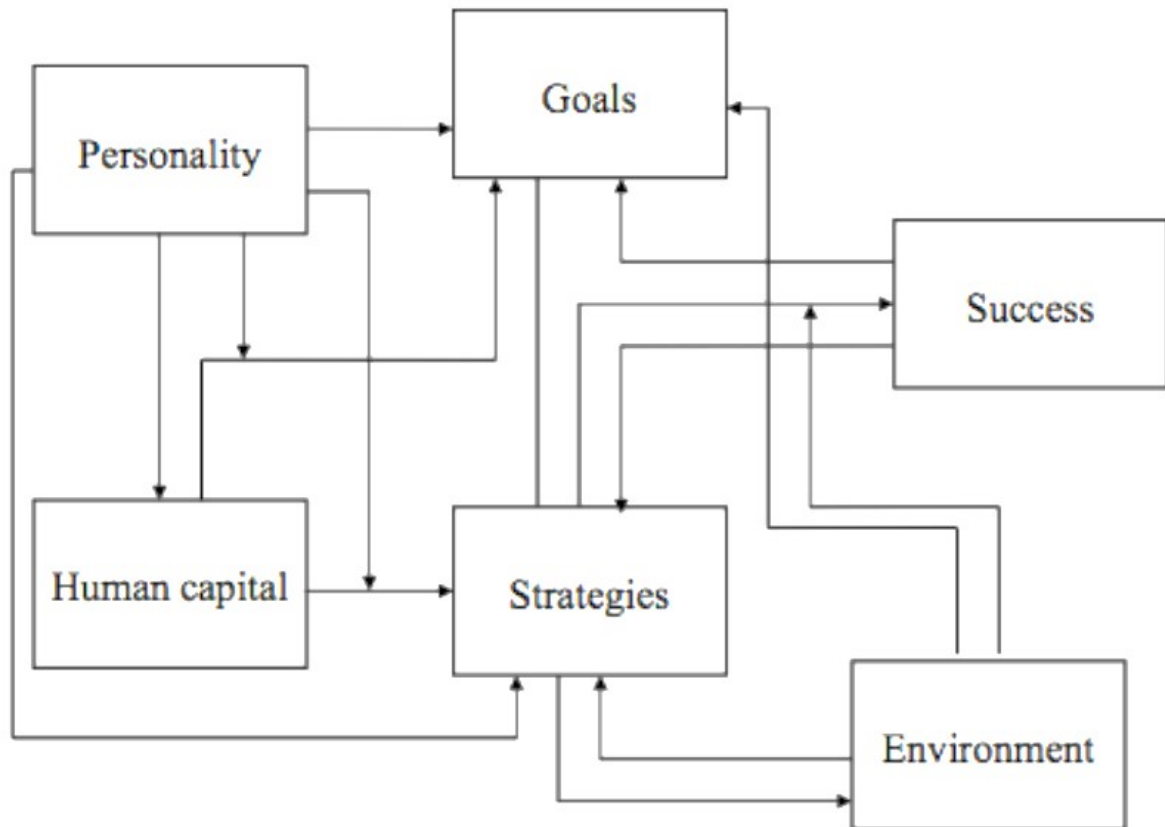 Goals
Personality
Success
Human capital
Strategies
Environment